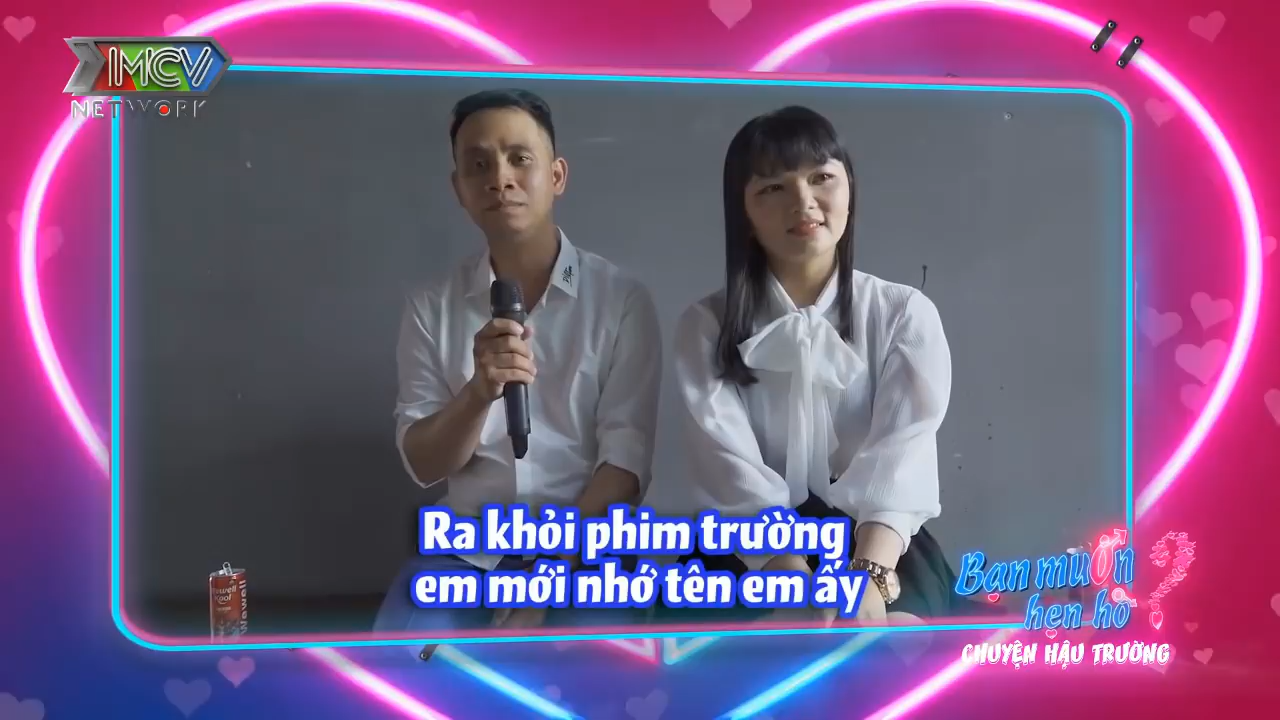 MCV
NETWORK
Ra khỏi phim trường
em mới nhớ tên em ấy
Bạn muốn
hẹn hò
?
CHUYỆN HẬU TRƯỜNG